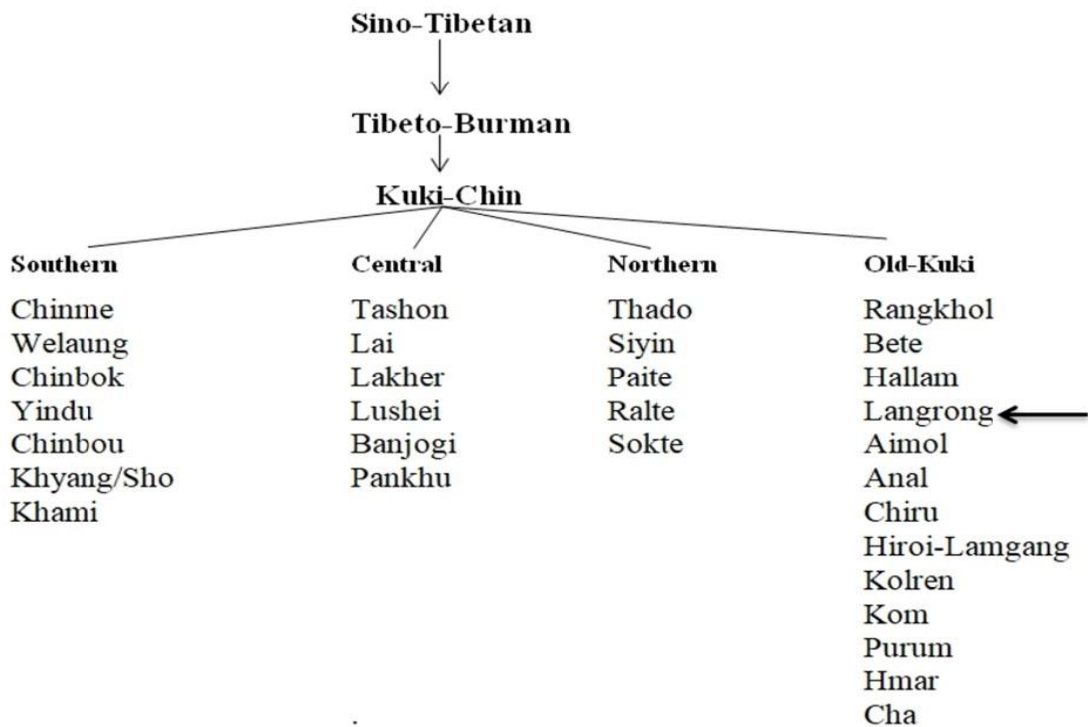 Sino-Tibetan
Tibeto-Burman
Kuki-Chin
Southern Central Northern Old-Kuki
Chinme Tashon Thado Rangkhol
Welaung Lai Siyin Bete
Chinbok Lakher Paite Hallam
Yindu Lushei Ralte Langrong
Chinbou Banjogi Sokte Aimol
Khyang/Sho Pankhu Anal
Khami Chiru
Hiroi-Lamgang
Kolren
Kom
Purum
Hmar
. Cha